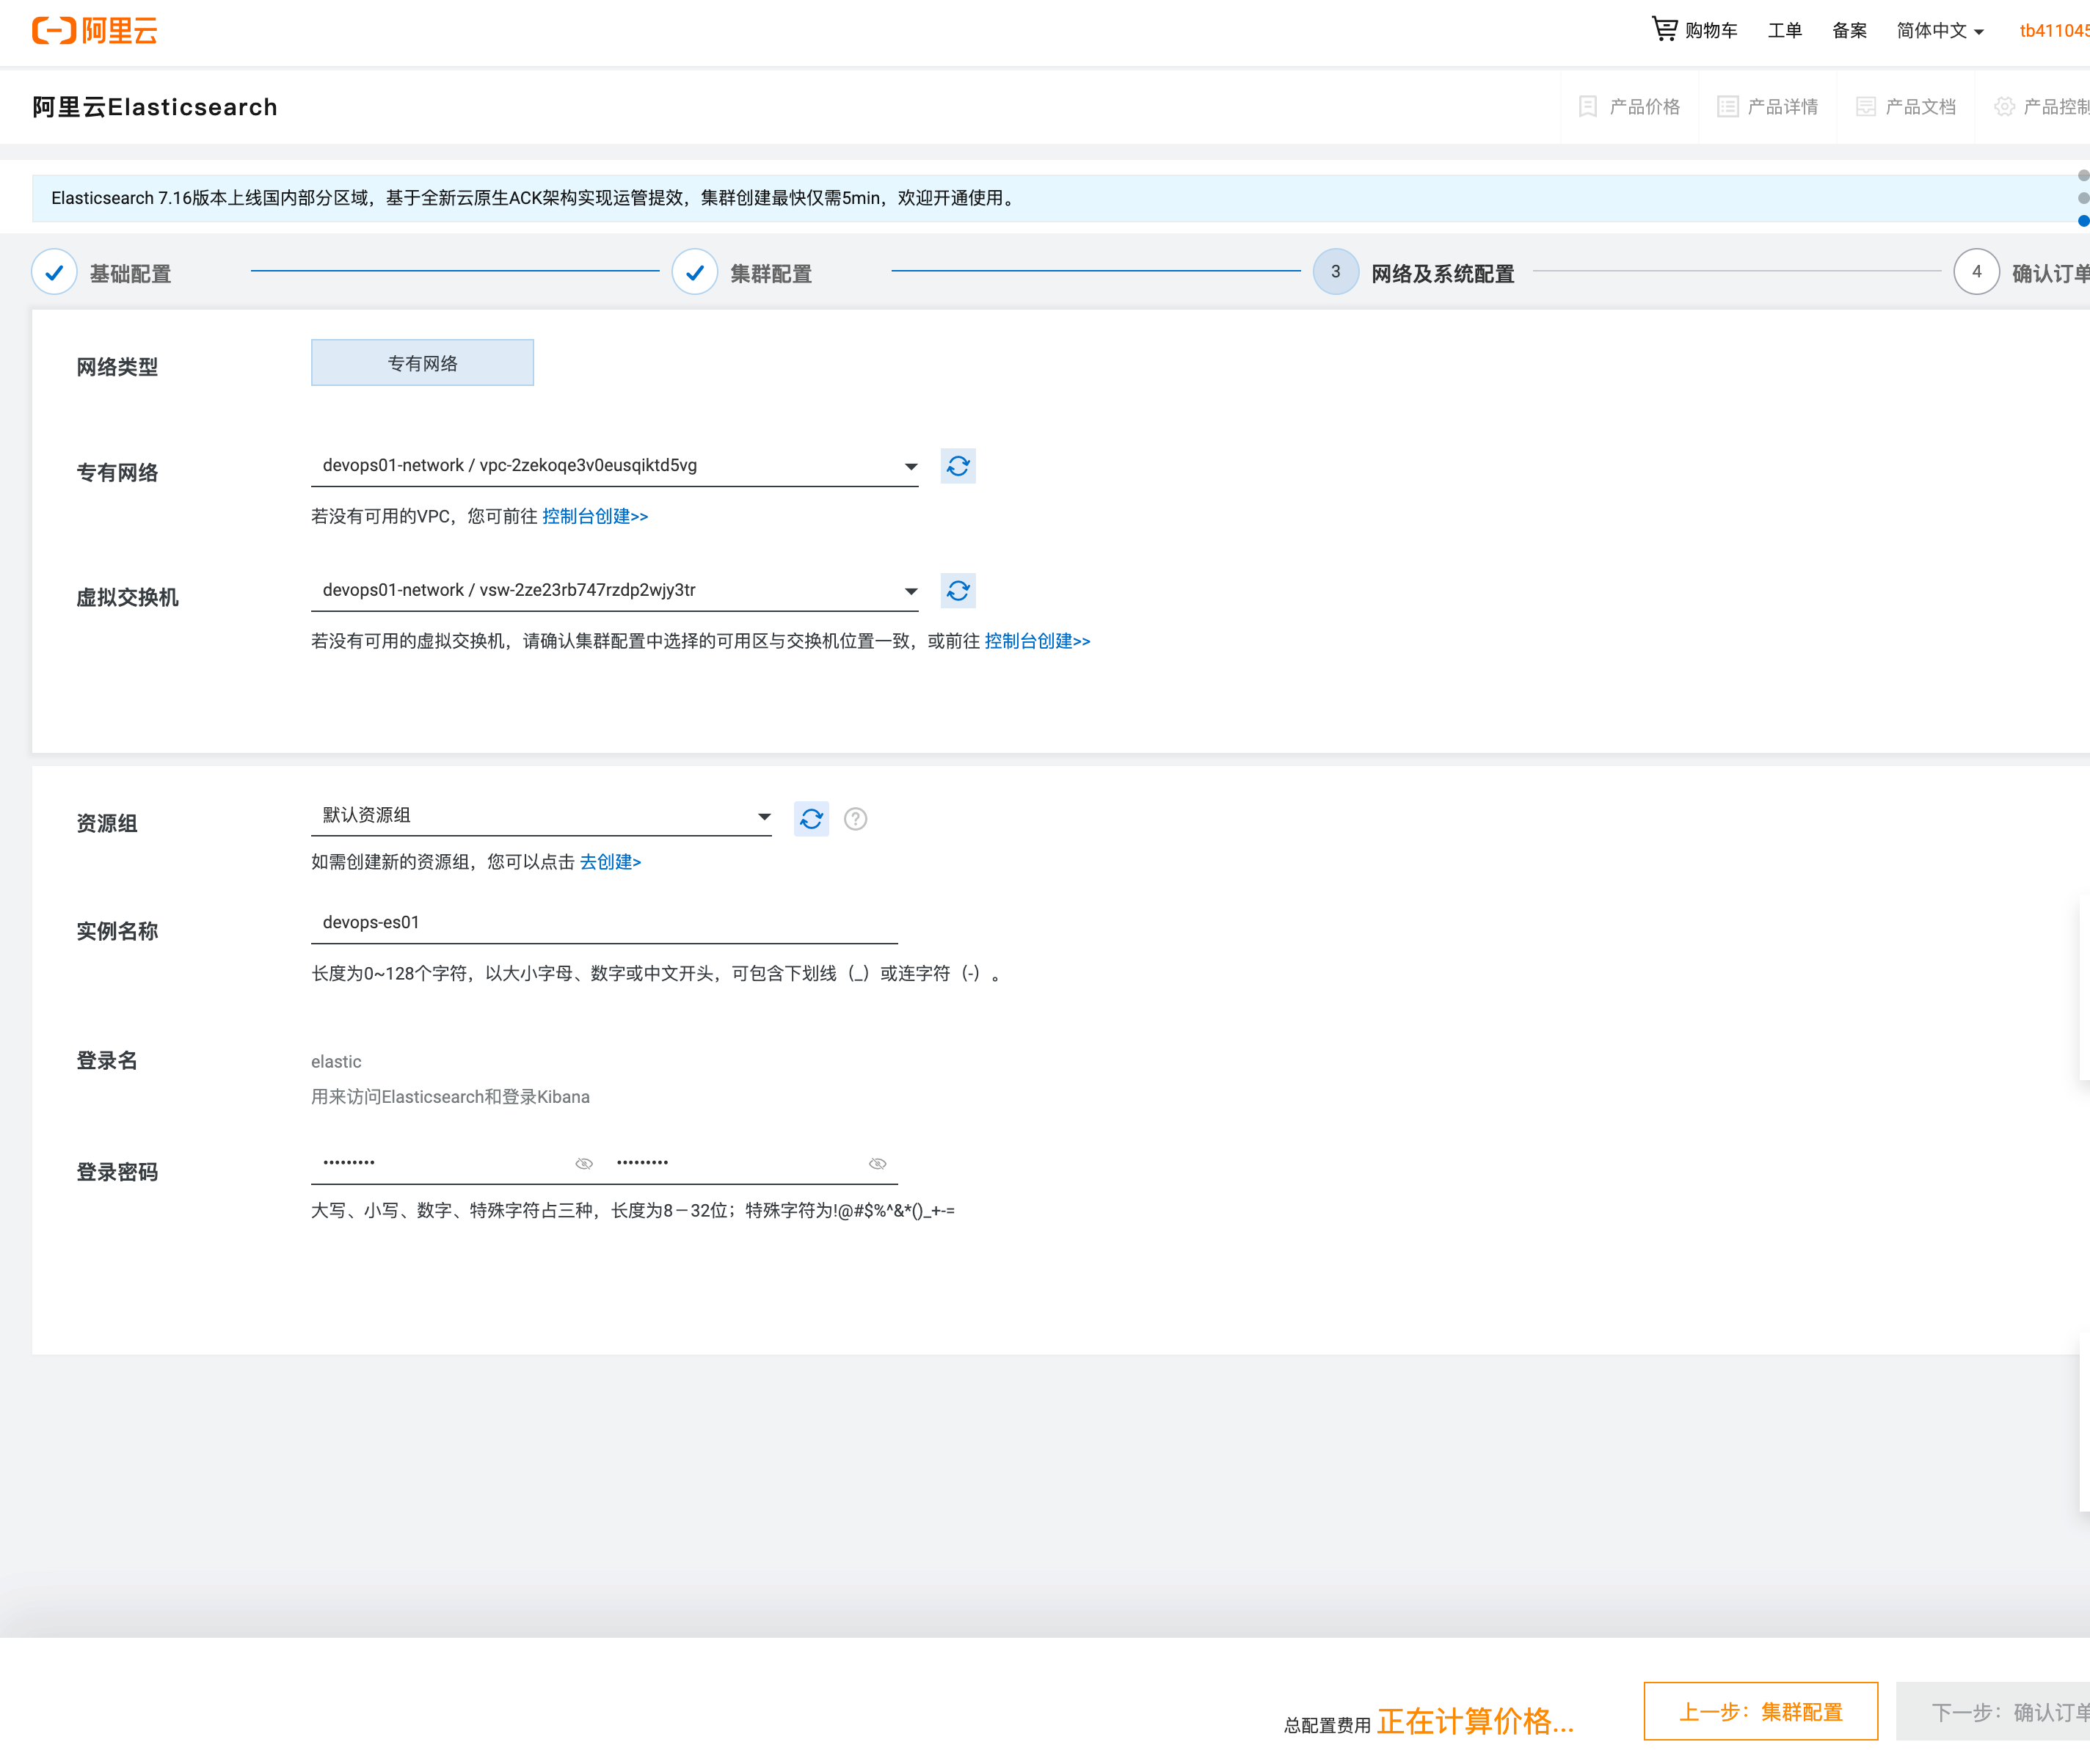 阿里云
购物车 工单 备案 简体中文 tb411045
阿里云Elasticsearch
产品价格 产品详情 产品文档 产品控制
Elasticsearch 7.16版本上线国内部分区域，基于全新云原生ACK架构实现运管提效，集群创建最快仅需5min，欢迎开通使用。
基础配置 集群配置 3 网络及系统配置 4 确认订单
网络类型 专有网络
专有网络 devops01-network / vpc-2zekoqe3v0eusqiktd5vg
若没有可用的VPC，您可前往 控制台创建>>
虚拟交换机 devops01-network / vsw-2ze23rb747rzdp2wjy3tr
若没有可用的虚拟交换机，请确认集群配置中选择的可用区与交换机位置一致，或前往 控制台创建>>
资源组 默认资源组
如需创建新的资源组，您可以点击 去创建>
实例名称 devops-es01
长度为0~128个字符，以大小字母、数字或中文开头，可包含下划线（_）或连字符（-）。
登录名 elastic
用来访问Elasticsearch和登录Kibana
登录密码 ••••••••• •••••••••
大写、小写、数字、特殊字符占三种，长度为8－32位；特殊字符为!@#$%^&*()_+-=
总配置费用 正在计算价格... 上一步：集群配置 下一步：确认订单